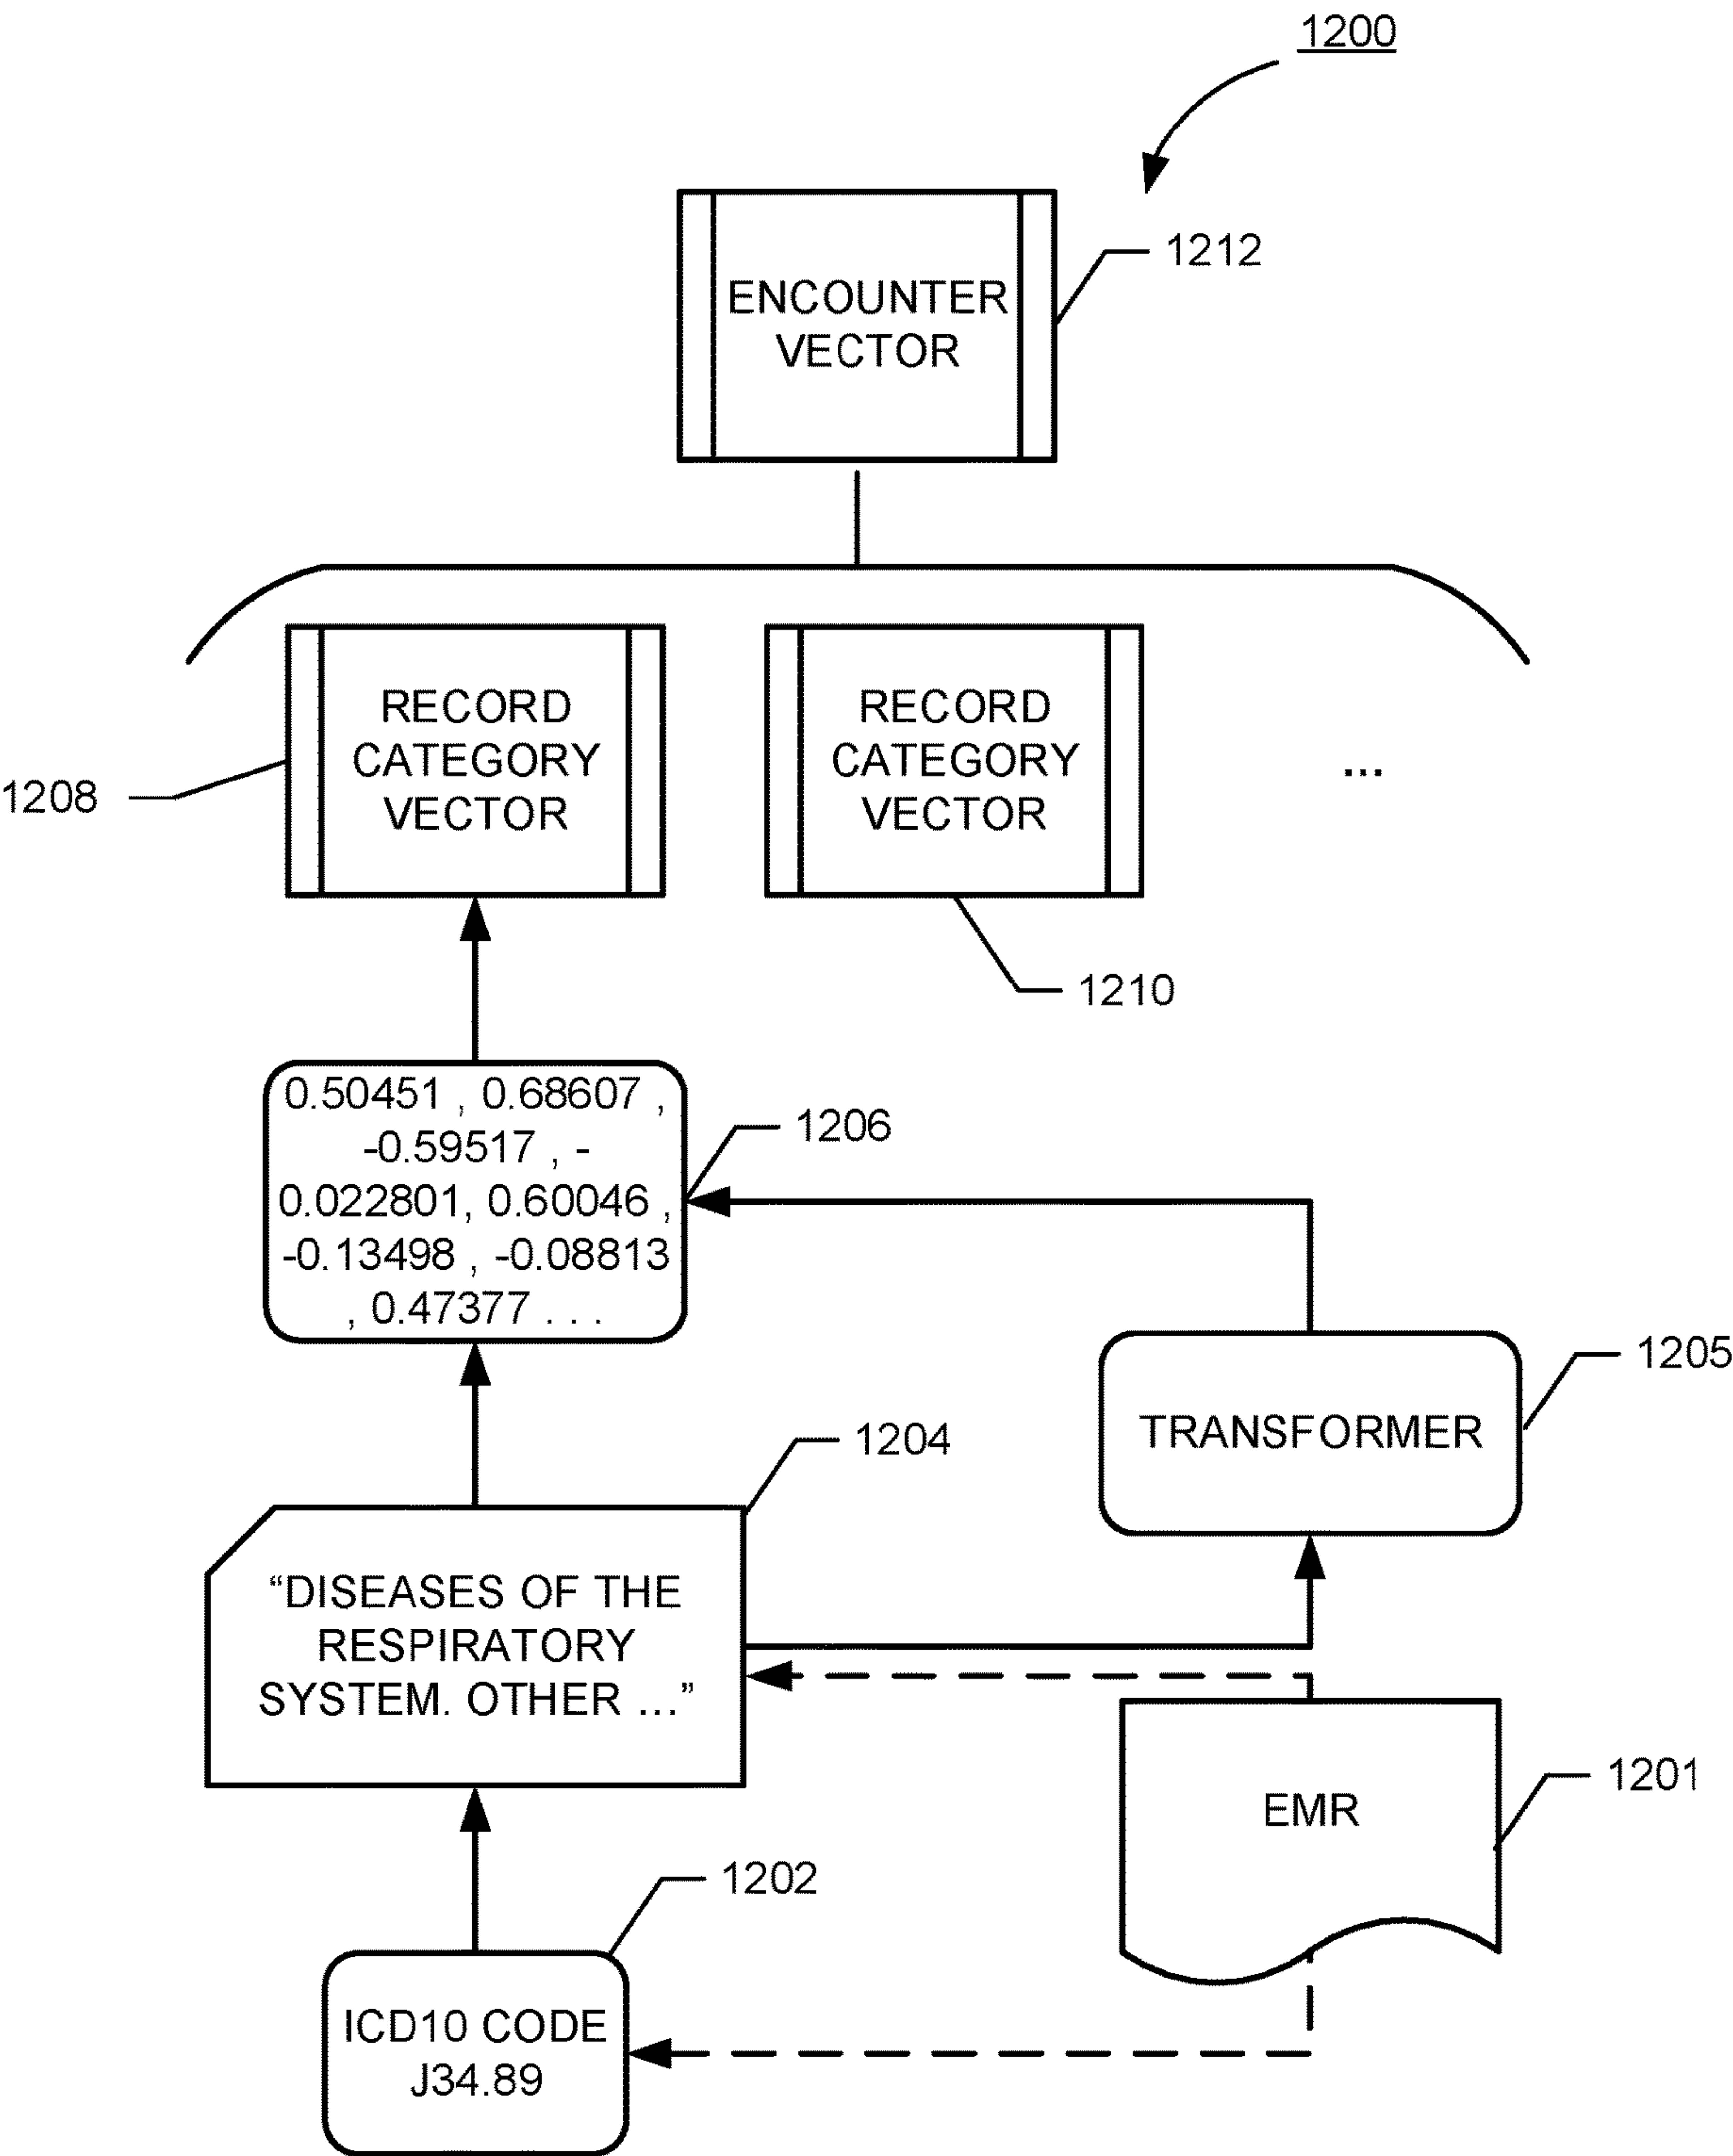 1200
1212
ENCOUNTER
VECTOR
RECORD
CATEGORY
VECTOR
1208
RECORD
CATEGORY
VECTOR
...
1210
0.50451 , 0.68607 ,
-0.59517 , -
0.022801, 0.60046 ,
-0.13498 , -0.08813
, 0.47377 . . .
1206
TRANSFORMER
1205
1204
“DISEASES OF THE
RESPIRATORY
SYSTEM. OTHER ...”
EMR
1201
1202
ICD10 CODE
J34.89